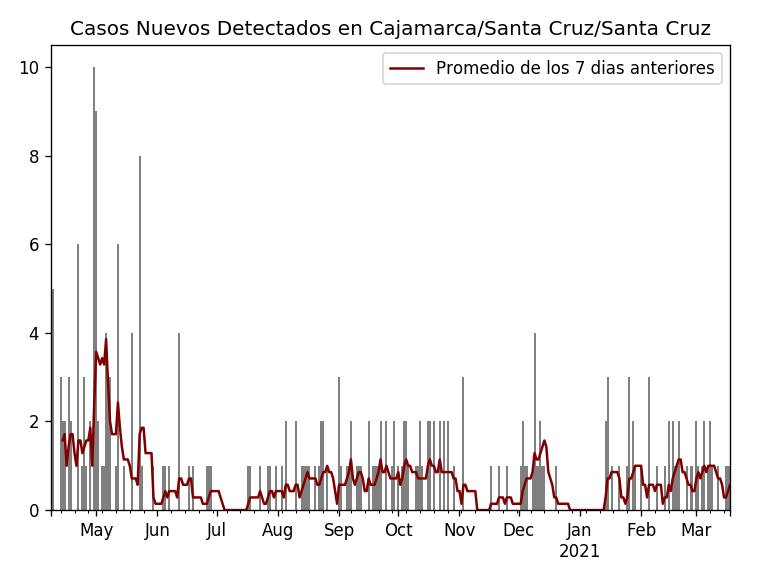 Casos Nuevos Detectados en Cajamarca/Santa Cruz/Santa Cruz
Promedio de los 7 dias anteriores
10
8
6
4
2
0
May Jun Jul Aug Sep Oct Nov Dec Jan Feb Mar
2021